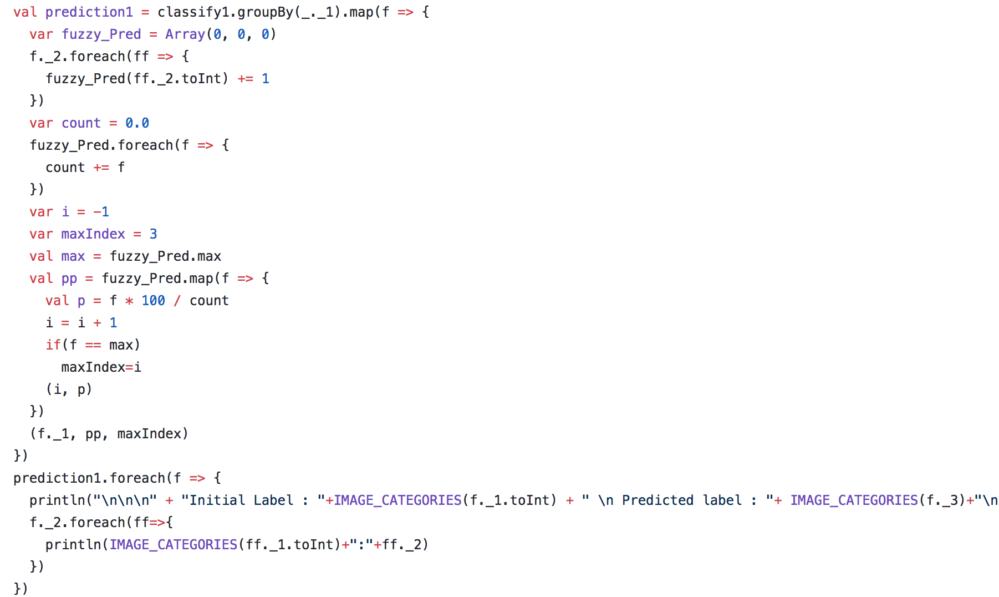 val prediction1 = classify1.groupBy(_._1).map(f => {
  var fuzzy_Pred = Array(0, 0, 0)
  f._2.foreach(ff => {
    fuzzy_Pred(ff._2.toInt) += 1
  })
  var count = 0.0
  fuzzy_Pred.foreach(f => {
    count += f
  })
  var i = -1
  var maxIndex = 3
  val max = fuzzy_Pred.max
  val pp = fuzzy_Pred.map(f => {
    val p = f * 100 / count
    i = i + 1
    if(f == max)
      maxIndex=i
    (i, p)
  })
  (f._1, pp, maxIndex)
})
prediction1.foreach(f => {
  println("\n\n\n" + "Initial Label : "+IMAGE_CATEGORIES(f._1.toInt) + " \n Predicted label : "+ IMAGE_CATEGORIES(f._3)+"\n
  f._2.foreach(ff=>{
    println(IMAGE_CATEGORIES(ff._1.toInt)+":"+ff._2)
  })
})